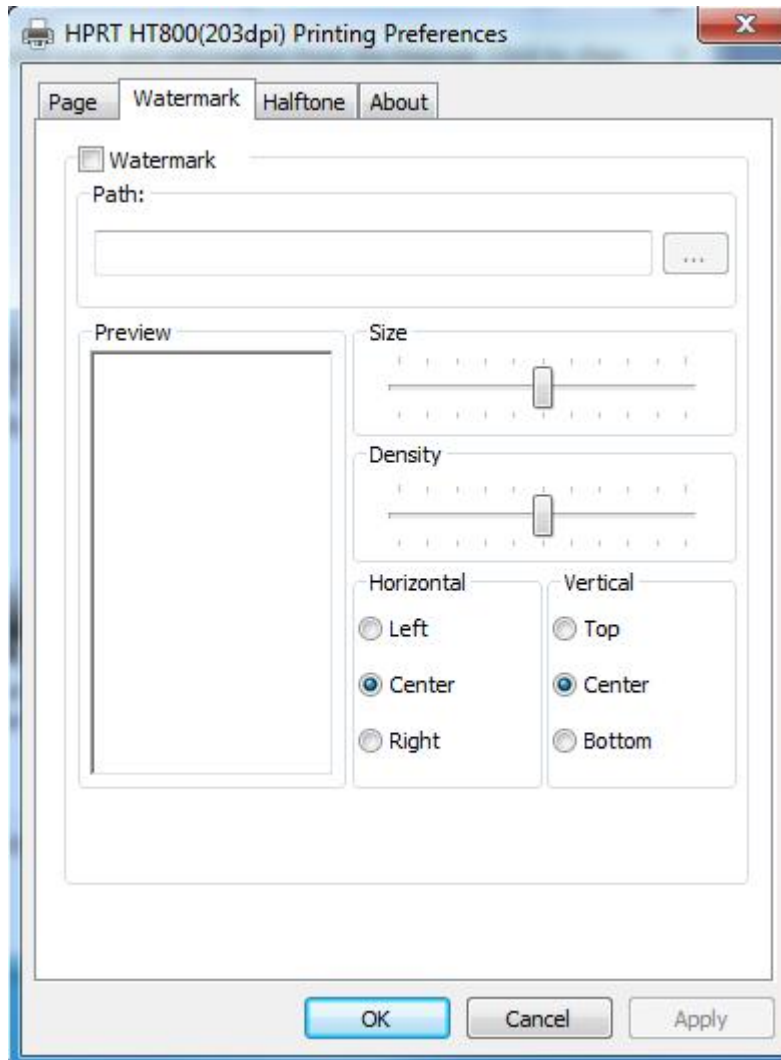 HPRT HT800(203dpi) Printing Preferences
Page Watermark Halftone About
Watermark
Path:
...
Preview
Size
Density
Horizontal Vertical
Left Top
Center Center
Right Bottom
OK Cancel Apply